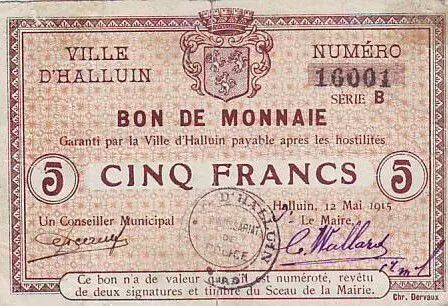 VILLE
D'HALLUIN
NUMÉRO
16001
SÉRIE B
BON DE MONNAIE
Garanti par la Ville d'Halluin payable apres les hostilités
5 CINQ FRANCS 5
D'HALLUIN
Halluin, 12 Mai 1915
Un Conseiller Municipal
Le Maire,
Ce bon n'a de valeur que s'il est numéroté, revêtu
de deux signatures et timbré du Sceau de la Mairie.
Chr. Dervaux